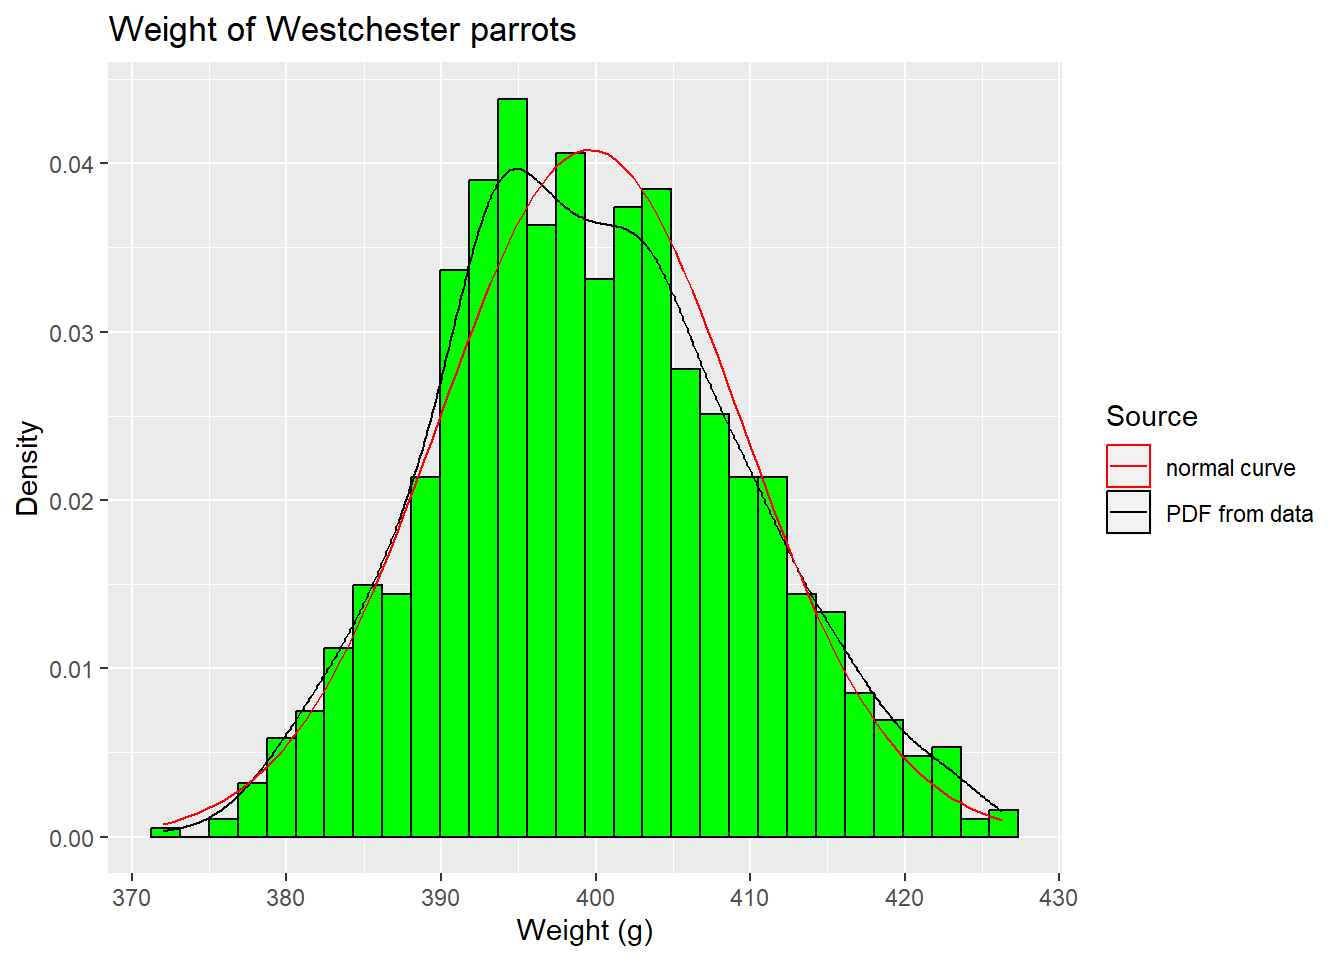 Weight of Westchester parrots
Density
0.04
0.03
0.02
0.01
0.00
370 380 390 400 410 420 430
Weight (g)
Source
normal curve
PDF from data